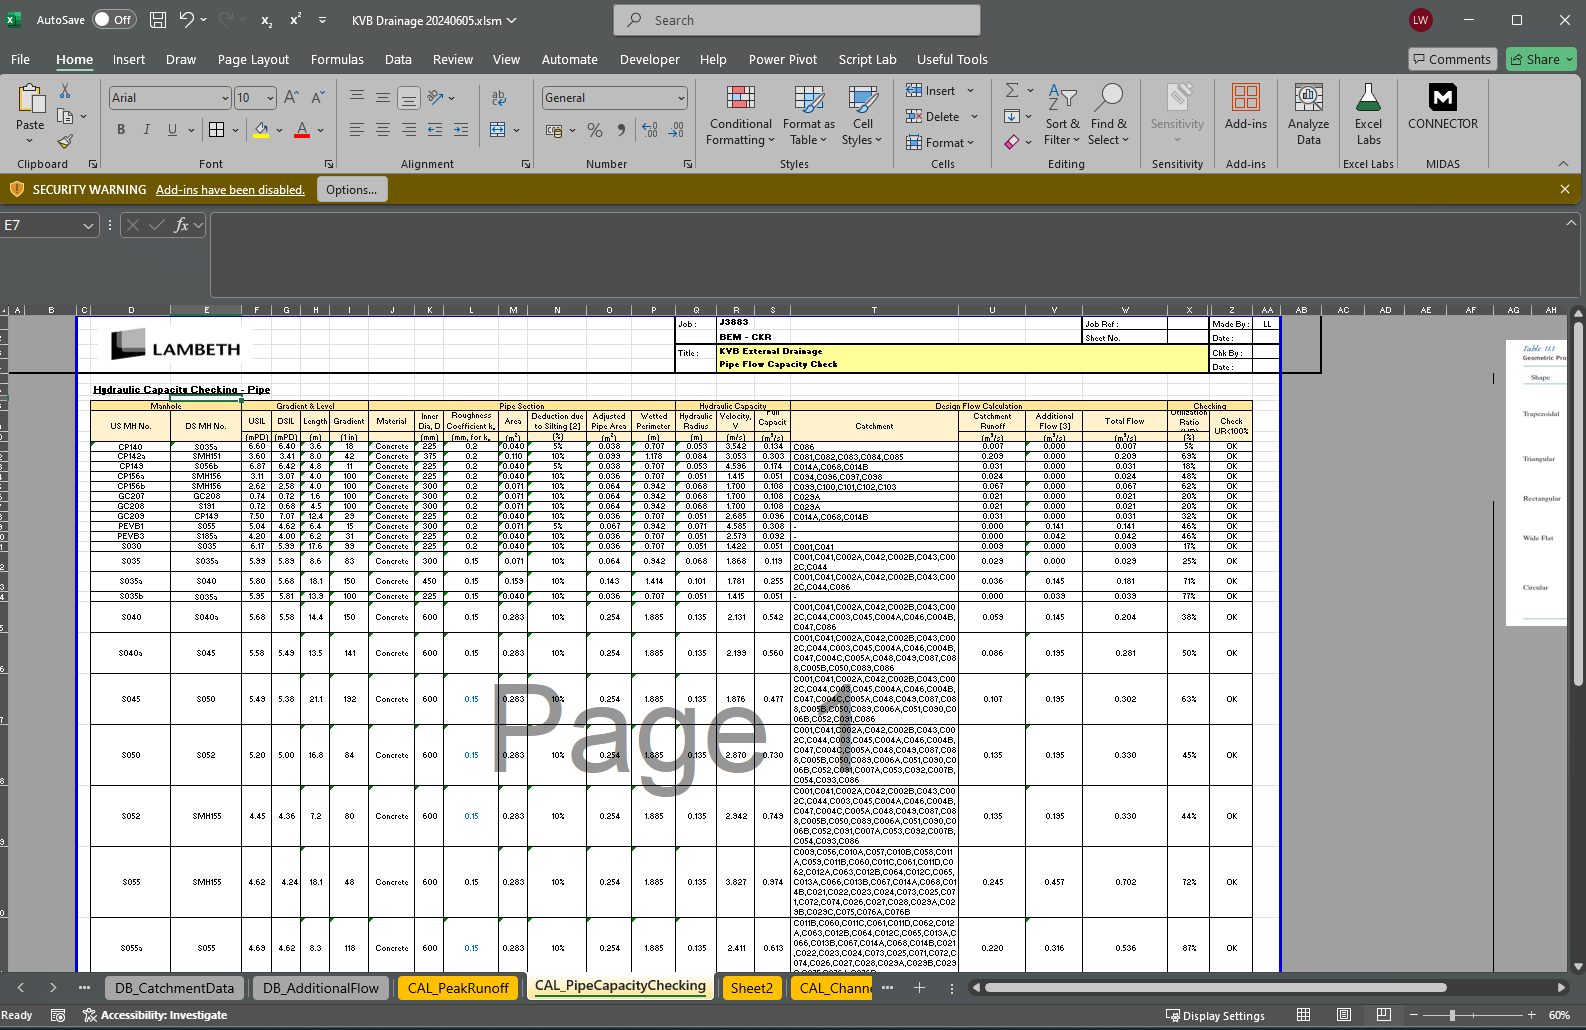 AutoSave Off KVB Drainage 20240605.xlsm Search LW
File Home Insert Draw Page Layout Formulas Data Review View Automate Developer Help Power Pivot Script Lab Useful Tools Comments Share
Paste Arial 10 General Conditional Formatting Format as Table Cell Styles Insert Delete Format Sort & Filter Find & Select Sensitivity Add-ins Analyze Data Excel Labs CONNECTOR
Clipboard Font Alignment Number Styles Cells Editing Sensitivity Add-ins Excel Labs MIDAS
SECURITY WARNING Add-ins have been disabled. Options...
E7 fx
A B C D E F G H I J K L M N O P Q R S T U V W X Z AA AB AC AD AE AF AG AH
LAMBETH
Job : J3883 Job Ref : Made By : LL
BEM - CKR Sheet No. Date :
Title : KVB External Drainage Chk By :
Pipe Flow Capacity Check Date :
Hydraulic Capacity Checking - Pipe
Manhole Gradient & Level Pipe Section Hydraulic Capacity Design Flow Calculation Checking
US MH No. DS MH No. USIL DSIL Length Gradient Material Inner Dia, D Roughness Coefficient k, Area Deduction due to Silting [2] Adjusted Pipe Area Wetted Perimeter Hydraulic Radius Velocity, V Full Capacit Catchment Catchment Runoff Additional Flow [3] Total Flow Utilization Ratio Check UR<100%
(mPD) (mPD) (m) (1 in) (mm) (mm, for k, (m²) (%) (m²) (m) (m) (m/s) (m³/s) (m³/s) (m³/s) (m³/s) (%)
CP140 S035a 6.60 6.40 3.6 18 Concrete 225 0.2 0.040 5% 0.038 0.707 0.053 3.542 0.134 C086 0.007 0.000 0.007 5% OK
CP142a SMH151 3.60 3.41 8.0 42 Concrete 375 0.2 0.110 10% 0.099 1.178 0.084 3.053 0.303 C081,C082,C083,C084,C085 0.209 0.000 0.209 69% OK
CP149 S056b 6.87 6.42 4.8 11 Concrete 225 0.2 0.040 5% 0.038 0.707 0.053 4.596 0.174 C014A,C068,C014B 0.031 0.000 0.031 18% OK
CP156a SMH156 3.11 3.07 4.0 100 Concrete 225 0.2 0.040 10% 0.036 0.707 0.051 1.415 0.051 C094,C096,C097,C098 0.024 0.000 0.024 48% OK
CP156b SMH156 2.62 2.58 4.0 100 Concrete 300 0.2 0.071 10% 0.064 0.942 0.068 1.700 0.108 C099,C100,C101,C102,C103 0.067 0.000 0.067 62% OK
GC207 GC208 0.74 0.72 1.6 100 Concrete 300 0.2 0.071 10% 0.064 0.942 0.068 1.700 0.108 C029A 0.021 0.000 0.021 20% OK
GC208 S191 0.72 0.68 4.5 100 Concrete 300 0.2 0.071 10% 0.064 0.942 0.068 1.700 0.108 C029A 0.021 0.000 0.021 20% OK
GC209 CP149 7.50 7.07 12.4 29 Concrete 225 0.2 0.040 10% 0.036 0.707 0.051 2.685 0.096 C014A,C068,C014B 0.031 0.000 0.031 32% OK
PEVB1 S055 5.04 4.62 6.4 15 Concrete 300 0.2 0.071 5% 0.067 0.942 0.071 4.585 0.308 - 0.000 0.141 0.141 46% OK
PEVB3 S185a 4.20 4.00 6.2 31 Concrete 225 0.2 0.040 10% 0.036 0.707 0.051 2.579 0.092 - 0.000 0.042 0.042 46% OK
S030 S035 6.17 5.99 17.6 99 Concrete 225 0.2 0.040 10% 0.036 0.707 0.051 1.422 0.051 C001,C041 0.009 0.000 0.009 17% OK
S035 S035a 5.99 5.89 8.6 83 Concrete 300 0.15 0.071 10% 0.064 0.942 0.068 1.868 0.119 C001,C041,C002A,C042,C002B,C043,C002C,C044 0.029 0.000 0.029 25% OK
S035a S040 5.80 5.68 18.1 150 Concrete 450 0.15 0.159 10% 0.143 1.414 0.101 1.781 0.255 C001,C041,C002A,C042,C002B,C043,C002C,C044,C086 0.036 0.145 0.181 71% OK
S035b S035a 5.95 5.81 13.9 100 Concrete 225 0.15 0.040 10% 0.036 0.707 0.051 1.415 0.051 - 0.000 0.039 0.039 77% OK
S040 S040a 5.68 5.58 14.4 150 Concrete 600 0.15 0.283 10% 0.254 1.885 0.135 2.131 0.542 C001,C041,C002A,C042,C002B,C043,C002C,C044,C003,C045,C004A,C046,C004B,C047,C086 0.059 0.145 0.204 38% OK
S040a S045 5.58 5.49 13.5 141 Concrete 600 0.15 0.283 10% 0.254 1.885 0.135 2.199 0.560 C001,C041,C002A,C042,C002B,C043,C002C,C044,C003,C045,C004A,C046,C004B,C047,C004C,C005A,C048,C049,C087,C088,C005B,C050,C089,C086 0.086 0.195 0.281 50% OK
S045 S050 5.49 5.38 21.1 192 Concrete 600 0.15 0.283 10% 0.254 1.885 0.135 1.876 0.477 C001,C041,C002A,C042,C002B,C043,C002C,C044,C003,C045,C004A,C046,C004B,C047,C004C,C005A,C048,C049,C087,C088,C005B,C050,C089,C006A,C051,C090,C006B,C052,C091,C086 0.107 0.195 0.302 63% OK
S050 S052 5.20 5.00 16.8 84 Concrete 600 0.15 0.283 10% 0.254 1.885 0.135 2.870 0.730 C001,C041,C002A,C042,C002B,C043,C002C,C044,C003,C045,C004A,C046,C004B,C047,C004C,C005A,C048,C049,C087,C088,C005B,C050,C089,C006A,C051,C090,C006B,C052,C091,C007A,C053,C092,C007B,C054,C093,C086 0.135 0.195 0.330 45% OK
S052 SMH155 4.45 4.36 7.2 80 Concrete 600 0.15 0.283 10% 0.254 1.885 0.135 2.942 0.749 C001,C041,C002A,C042,C002B,C043,C002C,C044,C003,C045,C004A,C046,C004B,C047,C004C,C005A,C048,C049,C087,C088,C005B,C050,C089,C006A,C051,C090,C006B,C052,C091,C007A,C053,C092,C007B,C054,C093,C086 0.135 0.195 0.330 44% OK
S055 SMH155 4.62 4.24 18.1 48 Concrete 600 0.15 0.283 10% 0.254 1.885 0.135 3.827 0.974 C009,C056,C010A,C057,C010B,C058,C011A,C059,C011B,C060,C011C,C061,C011D,C062,C012A,C063,C012B,C064,C012C,C065,C013A,C066,C013B,C067,C014A,C068,C014B,C021,C022,C023,C024,C073,C025,C071,C072,C074,C026,C027,C028,C029A,C029B,C029C,C075,C076A,C076B 0.245 0.457 0.702 72% OK
S055a S055 4.69 4.62 8.3 118 Concrete 600 0.15 0.283 10% 0.254 1.885 0.135 2.411 0.613 C011B,C060,C011C,C061,C011D,C062,C012A,C063,C012B,C064,C012C,C065,C013A,C066,C013B,C067,C014A,C068,C014B,C021,C022,C023,C024,C073,C025,C071,C072,C074,C026,C027,C028,C029A,C029B,C029 0.220 0.316 0.536 87% OK
Page 1
Table 11.1
Geometric Pro
Shape
Trapezoidal
Triangular
Rectangular
Wide Flat
Circular
DB_CatchmentData DB_AdditionalFlow CAL_PeakRunoff CAL_PipeCapacityChecking Sheet2 CAL_Channe
Ready Accessibility: Investigate Display Settings 60%